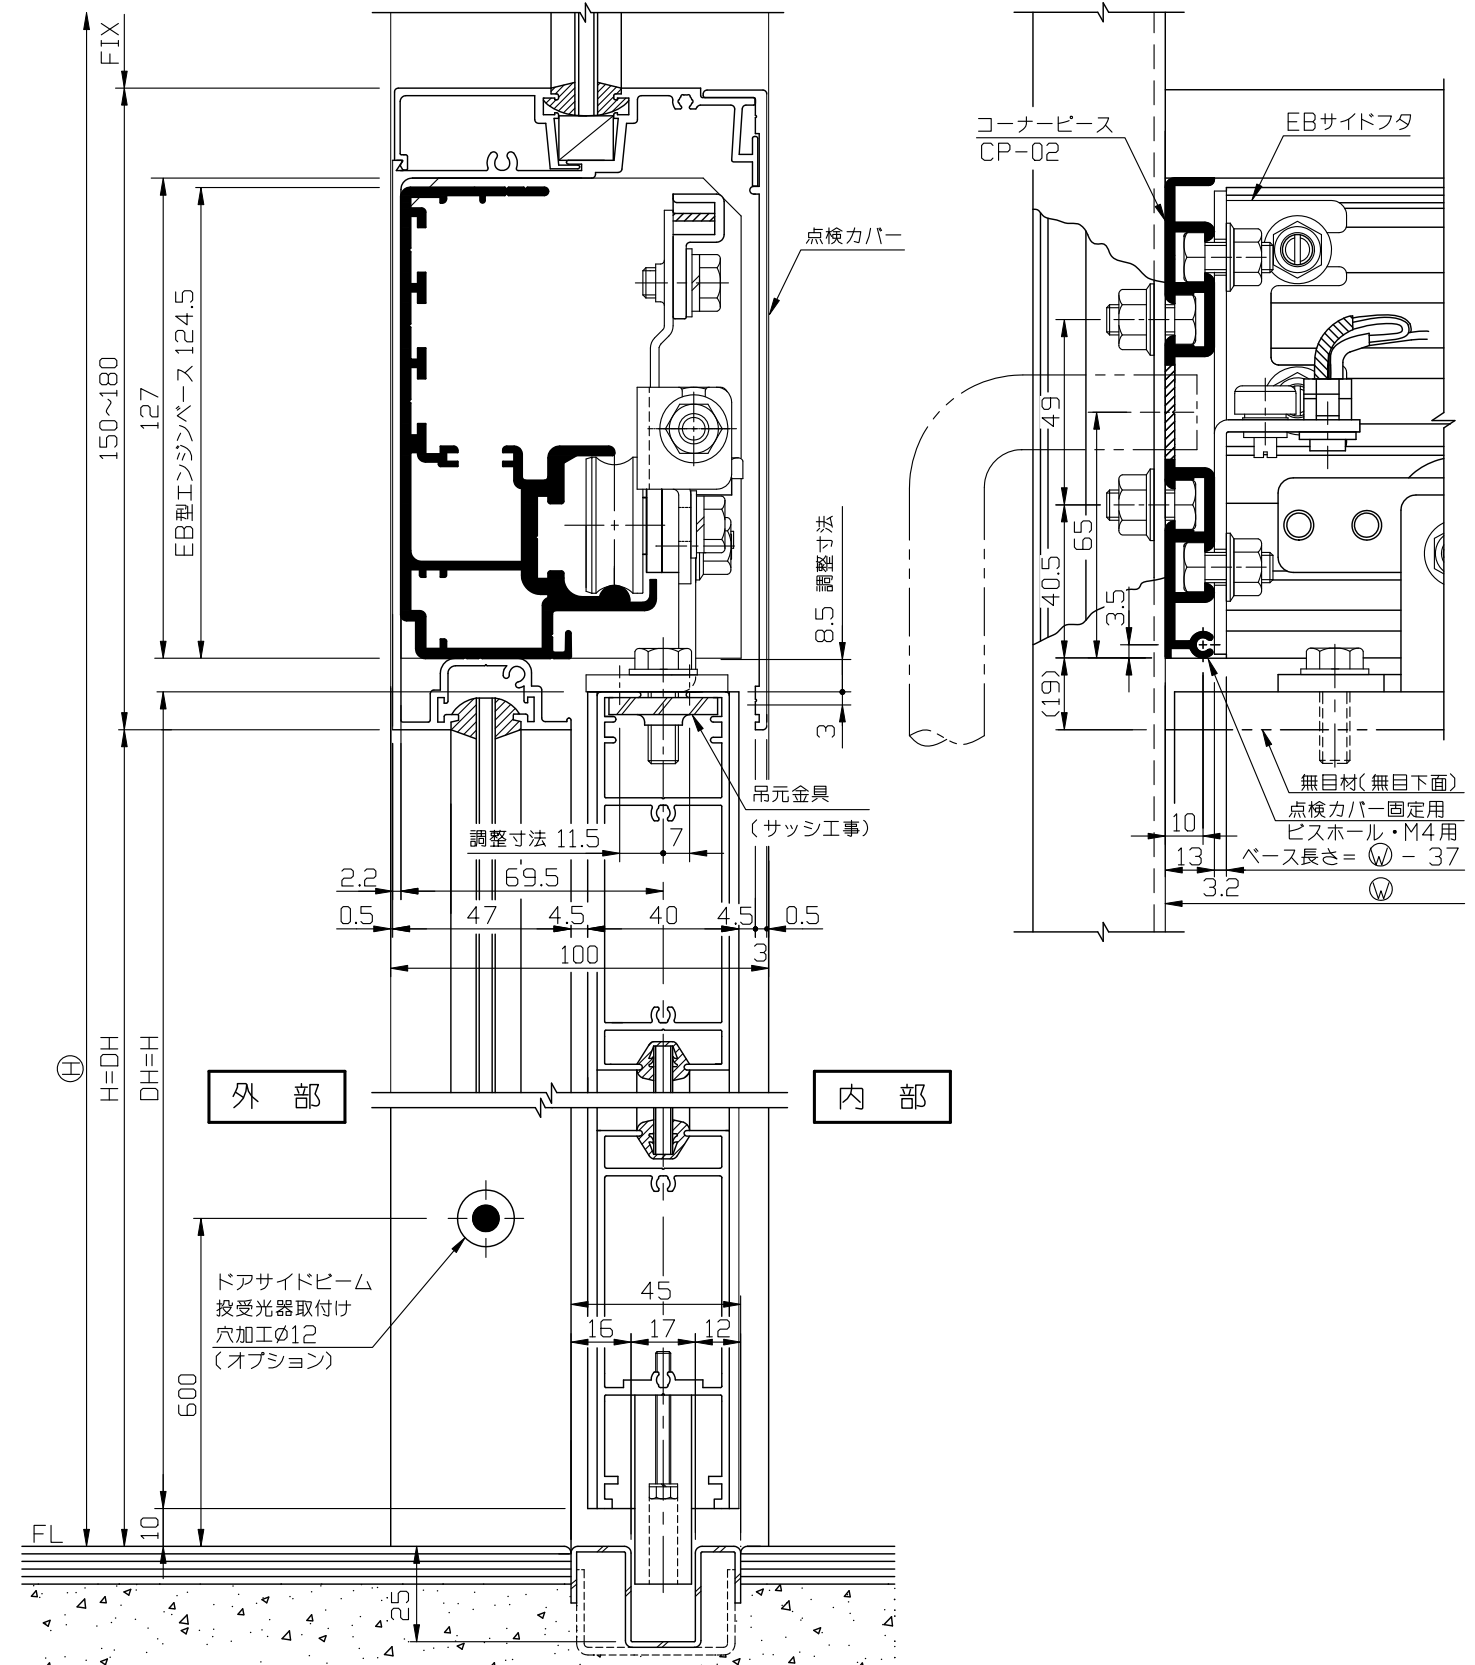 FIX
150~180
127
EB型エンジンベース 124.5
点検カバー
8.5 調整寸法
3
吊元金具
(サッシ工事)
調整寸法 11.5
7
2.2
69.5
0.5
47
4.5
40
4.5
0.5
100
3
Ⓗ
H=DH
DH=H
外 部
内 部
ドアサイドビーム
投受光器取付け
穴加工φ12
(オプション)
600
45
16
17
12
10
FL
25
コーナーピース
CP-02
EBサイドフタ
49
65
40.5
3.5
(19)
無目材(無目下面)
点検カバー固定用
ビスホール・M4用
10
13
ベース長さ= Ⓦ - 37
3.2
Ⓦ